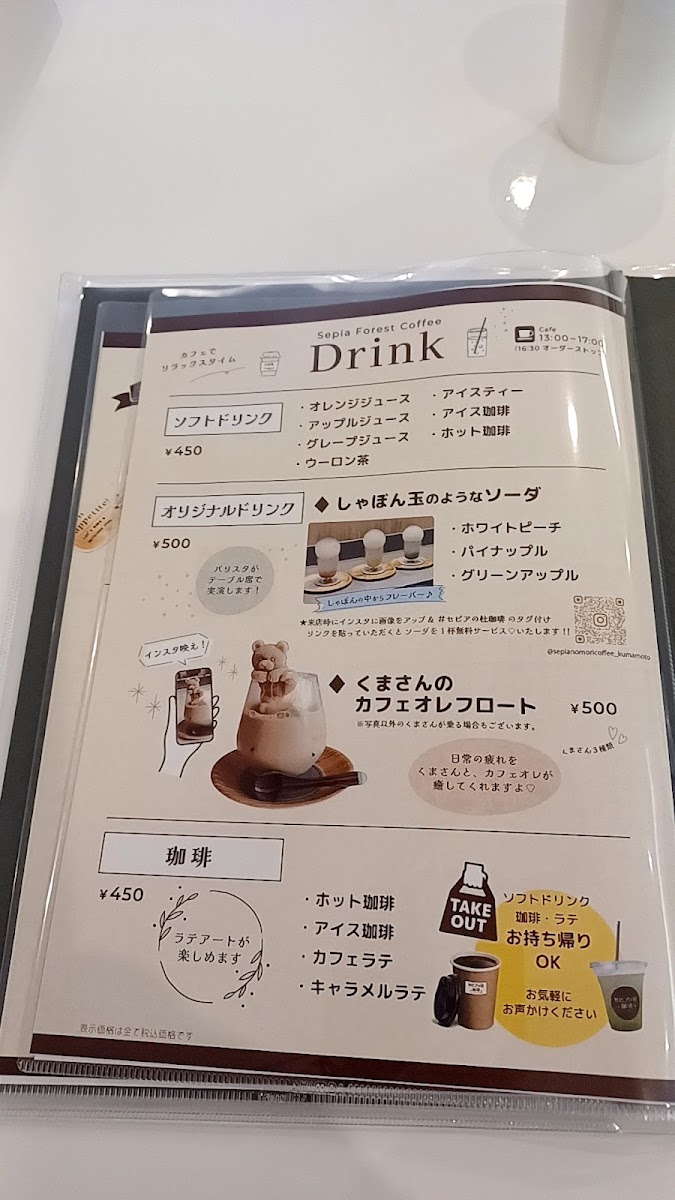 カフェで
リラックスタイム
Sepia Forest Coffee
Drink
Cafe
13:00~17:00
(16:30 オーダーストップ
ソフトドリンク
¥450
・オレンジジュース
・アップルジュース
・グレープジュース
・ウーロン茶
・アイスティー
・アイス珈琲
・ホット珈琲
オリジナルドリンク
¥500
バリスタが
テーブル席で
実演します！
◆しゃぼん玉のようなソーダ
しゃぼんの中からフレーバー♪
・ホワイトピーチ
・パイナップル
・グリーンアップル
★来店時にインスタに画像をアップ & #セピアの杜珈琲 のタグ付け
リンクを貼っていただくと ソーダを1杯無料サービス♡いたします!!
@sepianomoricoffee_kumamoto
インスタ映え！
◆くまさんの
カフェオレフロート
¥500
※写真以外のくまさんが乗る場合もございます。
くまさん3種類
日常の疲れを
くまさんと、カフェオレが
癒してくれますよ♡
珈琲
¥450
ラテアートが
楽しめます
・ホット珈琲
・アイス珈琲
・カフェラテ
・キャラメルラテ
TAKE
OUT
ソフトドリンク
珈琲・ラテ
お持ち帰り
OK
お気軽に
お声かけください
表示価格は全て税込価格です